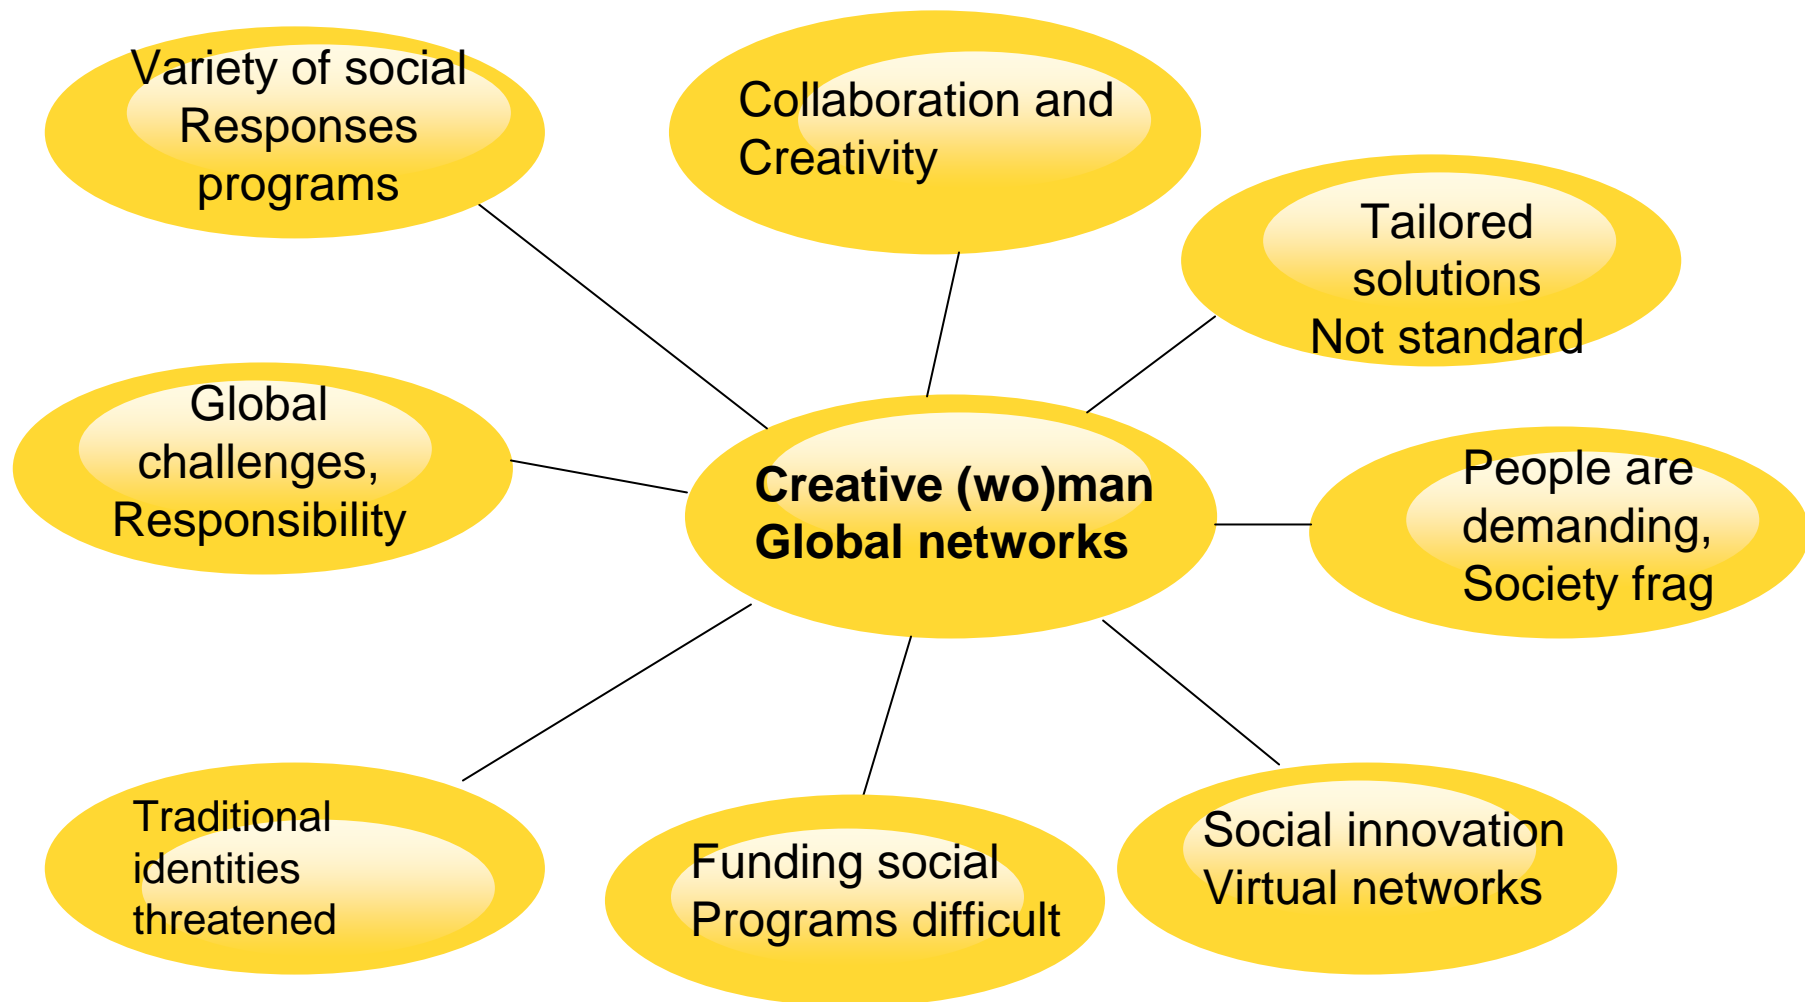 Variety of social
Responses
programs
Collaboration and
Creativity
Tailored
solutions
Not standard
Global
challenges,
Responsibility
Creative (wo)man
Global networks
People are
demanding,
Society frag
Traditional
identities
threatened
Funding social
Programs difficult
Social innovation
Virtual networks